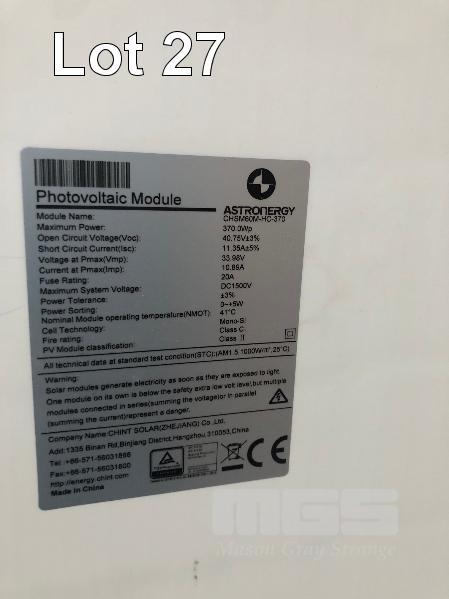 Lot 27
Photovoltaic Module
ASTRONERGY
Module Name: CHSM60M-HC-370
Maximum Power: 370.0Wp
Open Circuit Voltage(Voc): 40.75V±3%
Short Circuit Current(Isc): 11.35A±5%
Voltage at Pmax(Vmp): 33.98V
Current at Pmax(Imp): 10.89A
Fuse Rating: 20A
Maximum System Voltage: DC1500V
Power Tolerance: ±3%
Power Sorting: 0~+5W
Nominal Module operating temperature(NMOT): 41°C
Cell Technology: Mono-Si
Fire rating: Class C
PV Module classification: Class II
All technical data at standard test condition(STC):(AM1.5,1000W/m²,25°C)
Warning:
Solar modules generate electricity as soon as they are exposed to light.
One module on its own is below the safety extra low volt level,but multiple
modules connected in series(summing the voltage)or in parallel
(summing the current)represent a danger.
Company Name:CHINT SOLAR(ZHEJIANG) CO.,LTD.
Add:1335 Binan Rd,Binjiang District,Hangzhou,310053,China
Tel:+86-571-56031888
Fax:+86-571-56031800
http://energy.chint.com
Made in China
CE
MGS
Mason Gray Strange